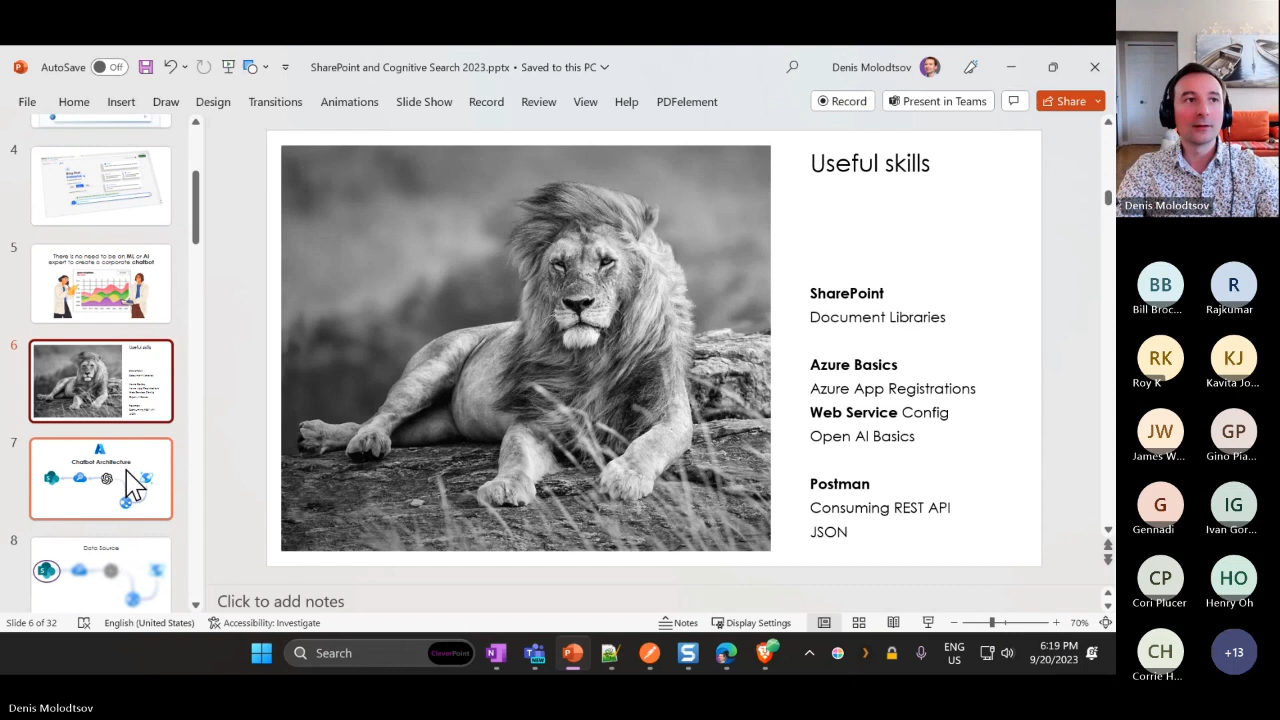 AutoSave Off
SharePoint and Cognitive Search 2023.pptx • Saved to this PC
Denis Molodtsov
File Home Insert Draw Design Transitions Animations Slide Show Record Review View Help PDFelement
Record Present in Teams Share
4
5
There is no need to be an ML or AI
expert to create a corporate chatbot
6
Useful skills
7
Chatbot Architecture
8
Data Source
Useful skills
SharePoint
Document Libraries
Azure Basics
Azure App Registrations
Web Service Config
Open AI Basics
Postman
Consuming REST API
JSON
Click to add notes
Slide 6 of 32 English (United States) Accessibility: Investigate Notes Display Settings 70%
Search CleverPoint NEW
ENG
US
6:19 PM
9/20/2023
Denis Molodtsov
BB R
Bill Broc... Rajkumar
RK KJ
Roy K Kavita Jo...
JW GP
James W... Gino Pia...
G IG
Gennadi Ivan Gor...
CP HO
Cori Plucer Henry Oh
CH +13
Corrie H...
Denis Molodtsov